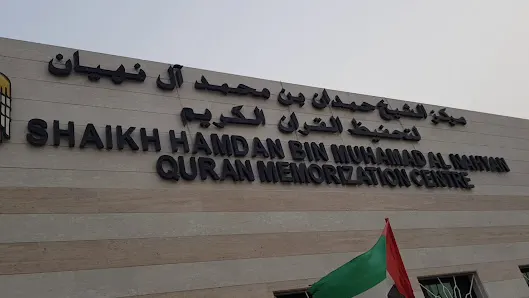 مركز الشيخ حمدان بن محمد آل نهيان
لتحفيظ القرآن الكريم
SHAIKH HAMDAN BIN MUHAMAD AL NAHYAN
QURAN MEMORIZATION CENTRE.